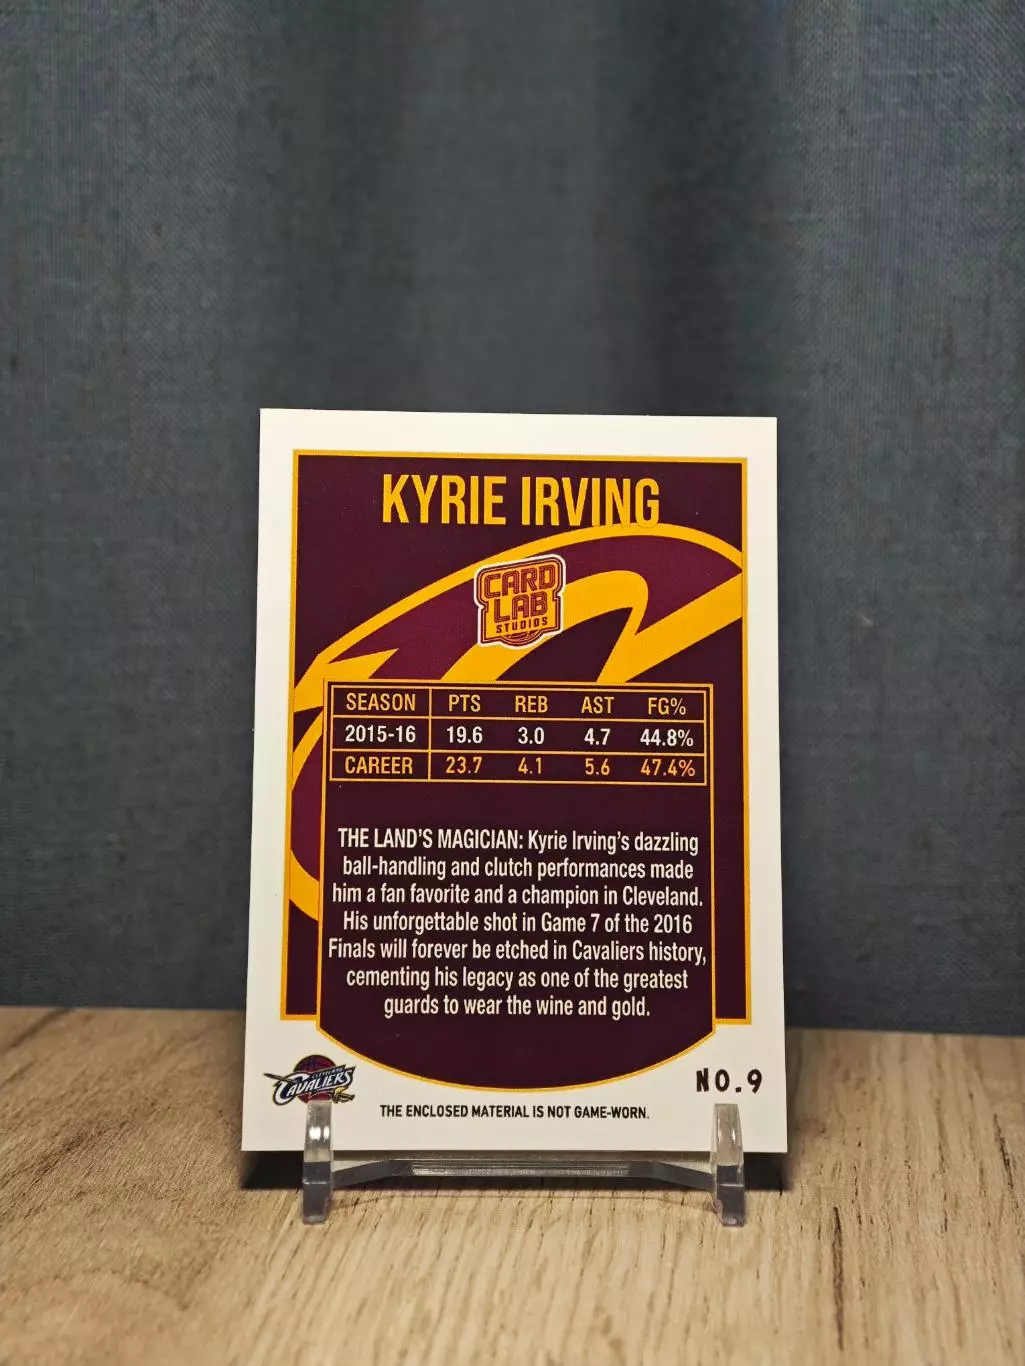 KYRIE IRVING
CARD
LAB
STUDIOS
SEASON PTS REB AST FG%
2015-16 19.6 3.0 4.7 44.8%
CAREER 23.7 4.1 5.6 47.4%
THE LAND'S MAGICIAN: Kyrie Irving's dazzling
ball-handling and clutch performances made
him a fan favorite and a champion in Cleveland.
His unforgettable shot in Game 7 of the 2016
Finals will forever be etched in Cavaliers history,
cementing his legacy as one of the greatest
guards to wear the wine and gold.
CLEVELAND
CAVALIERS
NO.9
THE ENCLOSED MATERIAL IS NOT GAME-WORN.